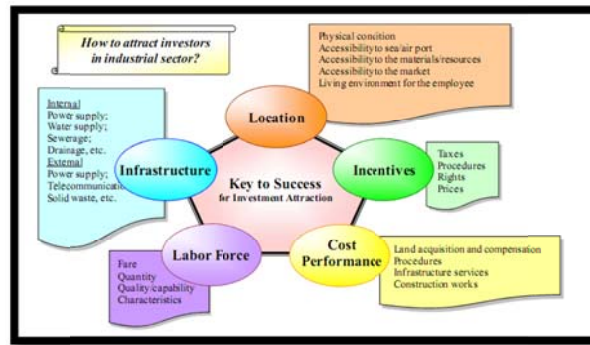 How to attract investors
in industrial sector?
Physical condition
Accessibility to sea/air port
Accessibility to the materials/resources
Accessibility to the market
Living environment for the employee
Location
Internal
Power supply;
Water supply;
Sewerage;
Drainage, etc.
External
Power supply;
Telecommunication
Solid waste, etc.
Infrastructure
Incentives
Taxes
Procedures
Rights
Prices
Key to Success
for Investment Attraction
Labor Force
Fare
Quantity
Quality/capability
Characteristics
Cost
Performance
Land acquisition and compensation
Procedures
Infrastructure services
Construction works